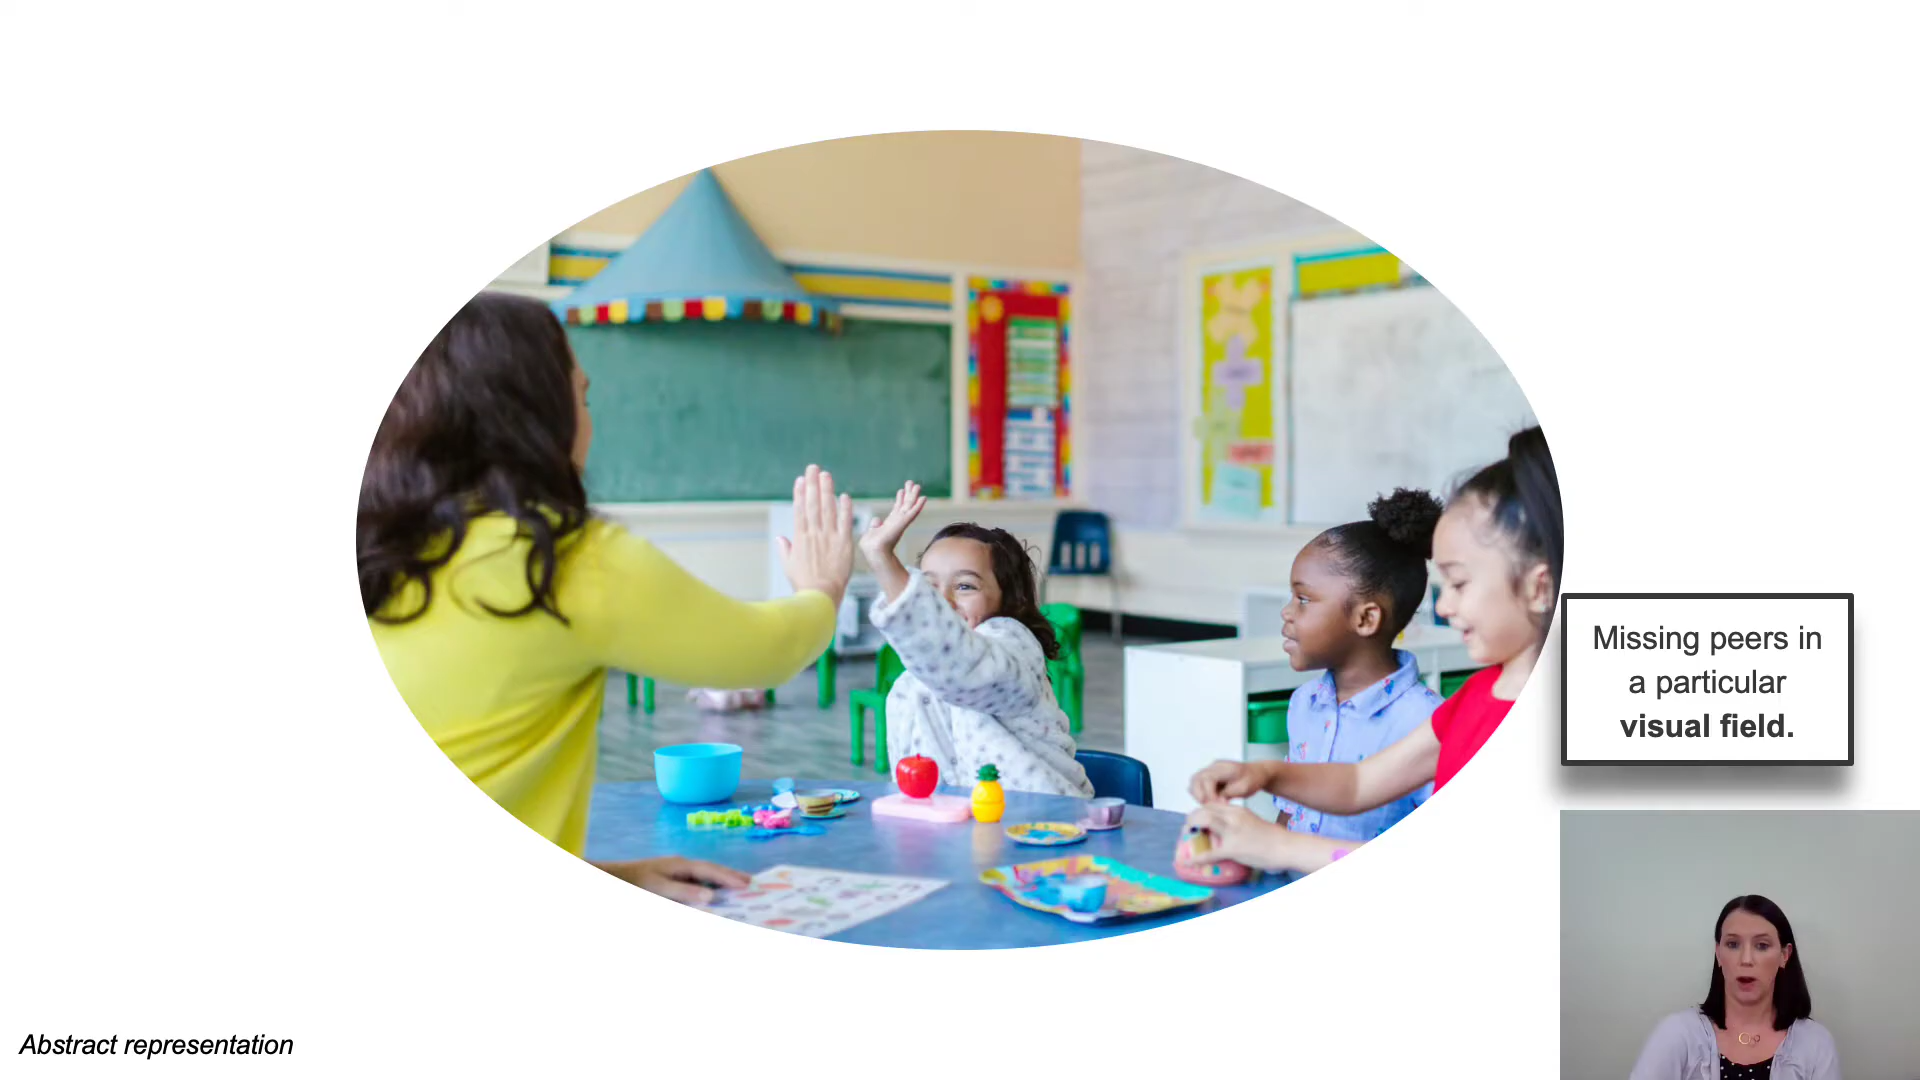 Missing peers in
a particular
visual field.
Abstract representation